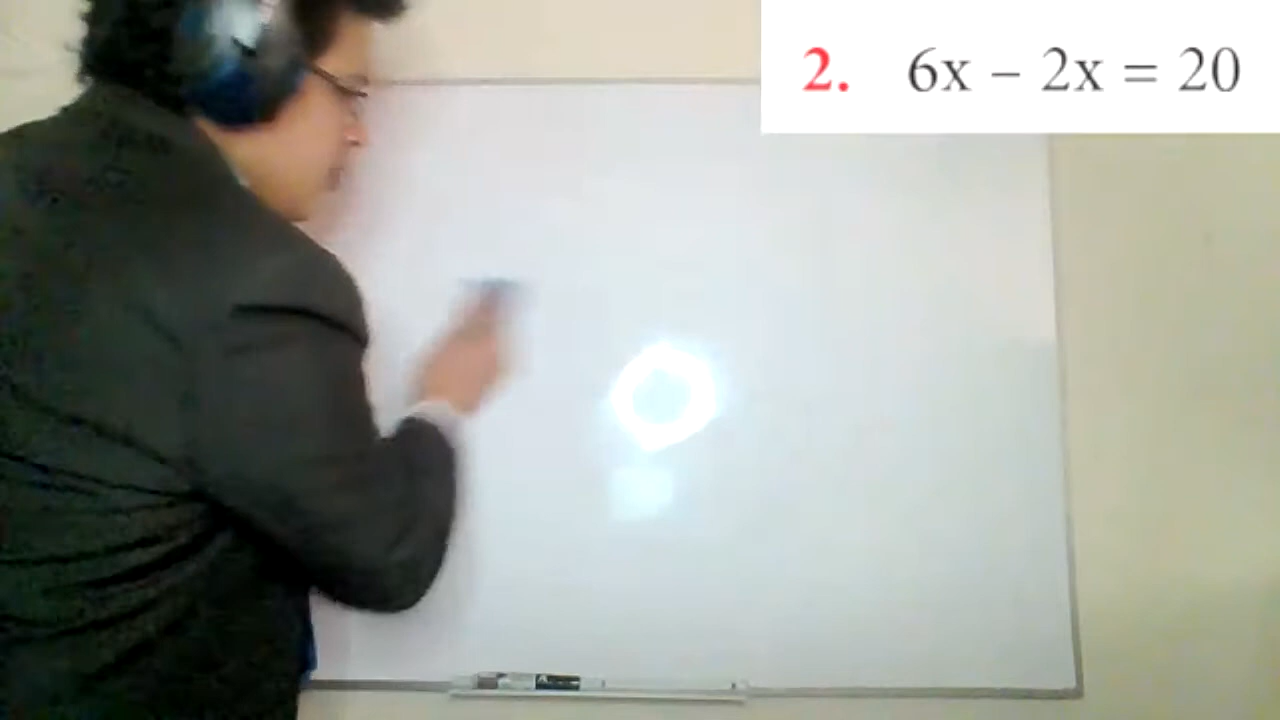 2. 6x – 2x = 20